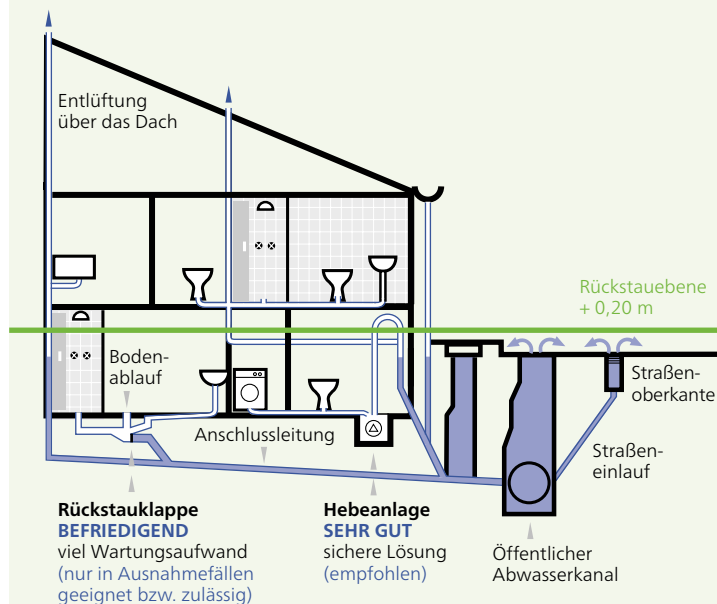 Entlüftung
über das Dach
Rückstauebene
+ 0,20 m
Boden-
ablauf
Straßen-
oberkante
Anschlussleitung
Straßen-
einlauf
Rückstauklappe
BEFRIEDIGEND
viel Wartungsaufwand
(nur in Ausnahmefällen
geeignet bzw. zulässig)
Hebeanlage
SEHR GUT
sichere Lösung
(empfohlen)
Öffentlicher
Abwasserkanal